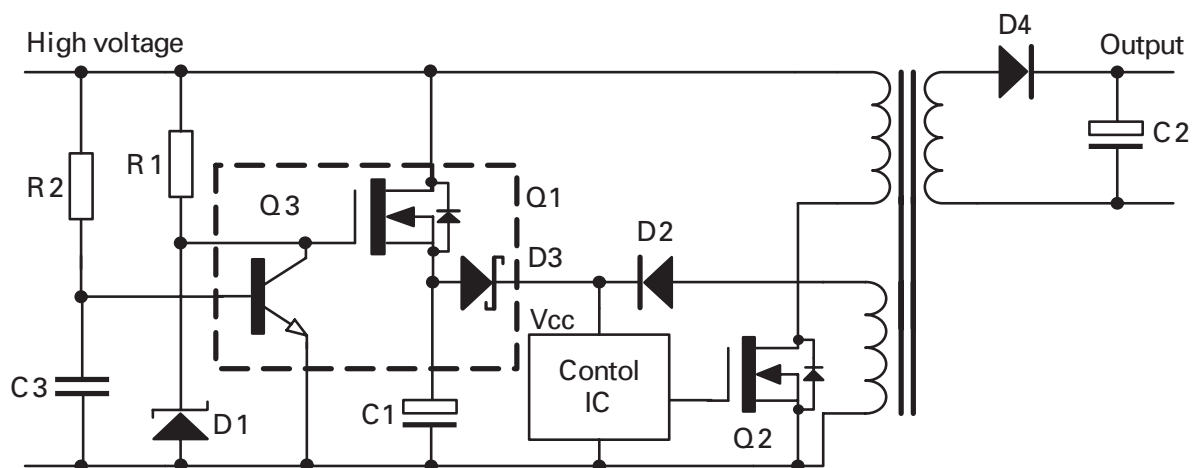 High voltage
D4
Output
R2
R1
C2
Q3
Q1
D2
D3
Vcc
Contol
IC
C3
D1
C1
Q2